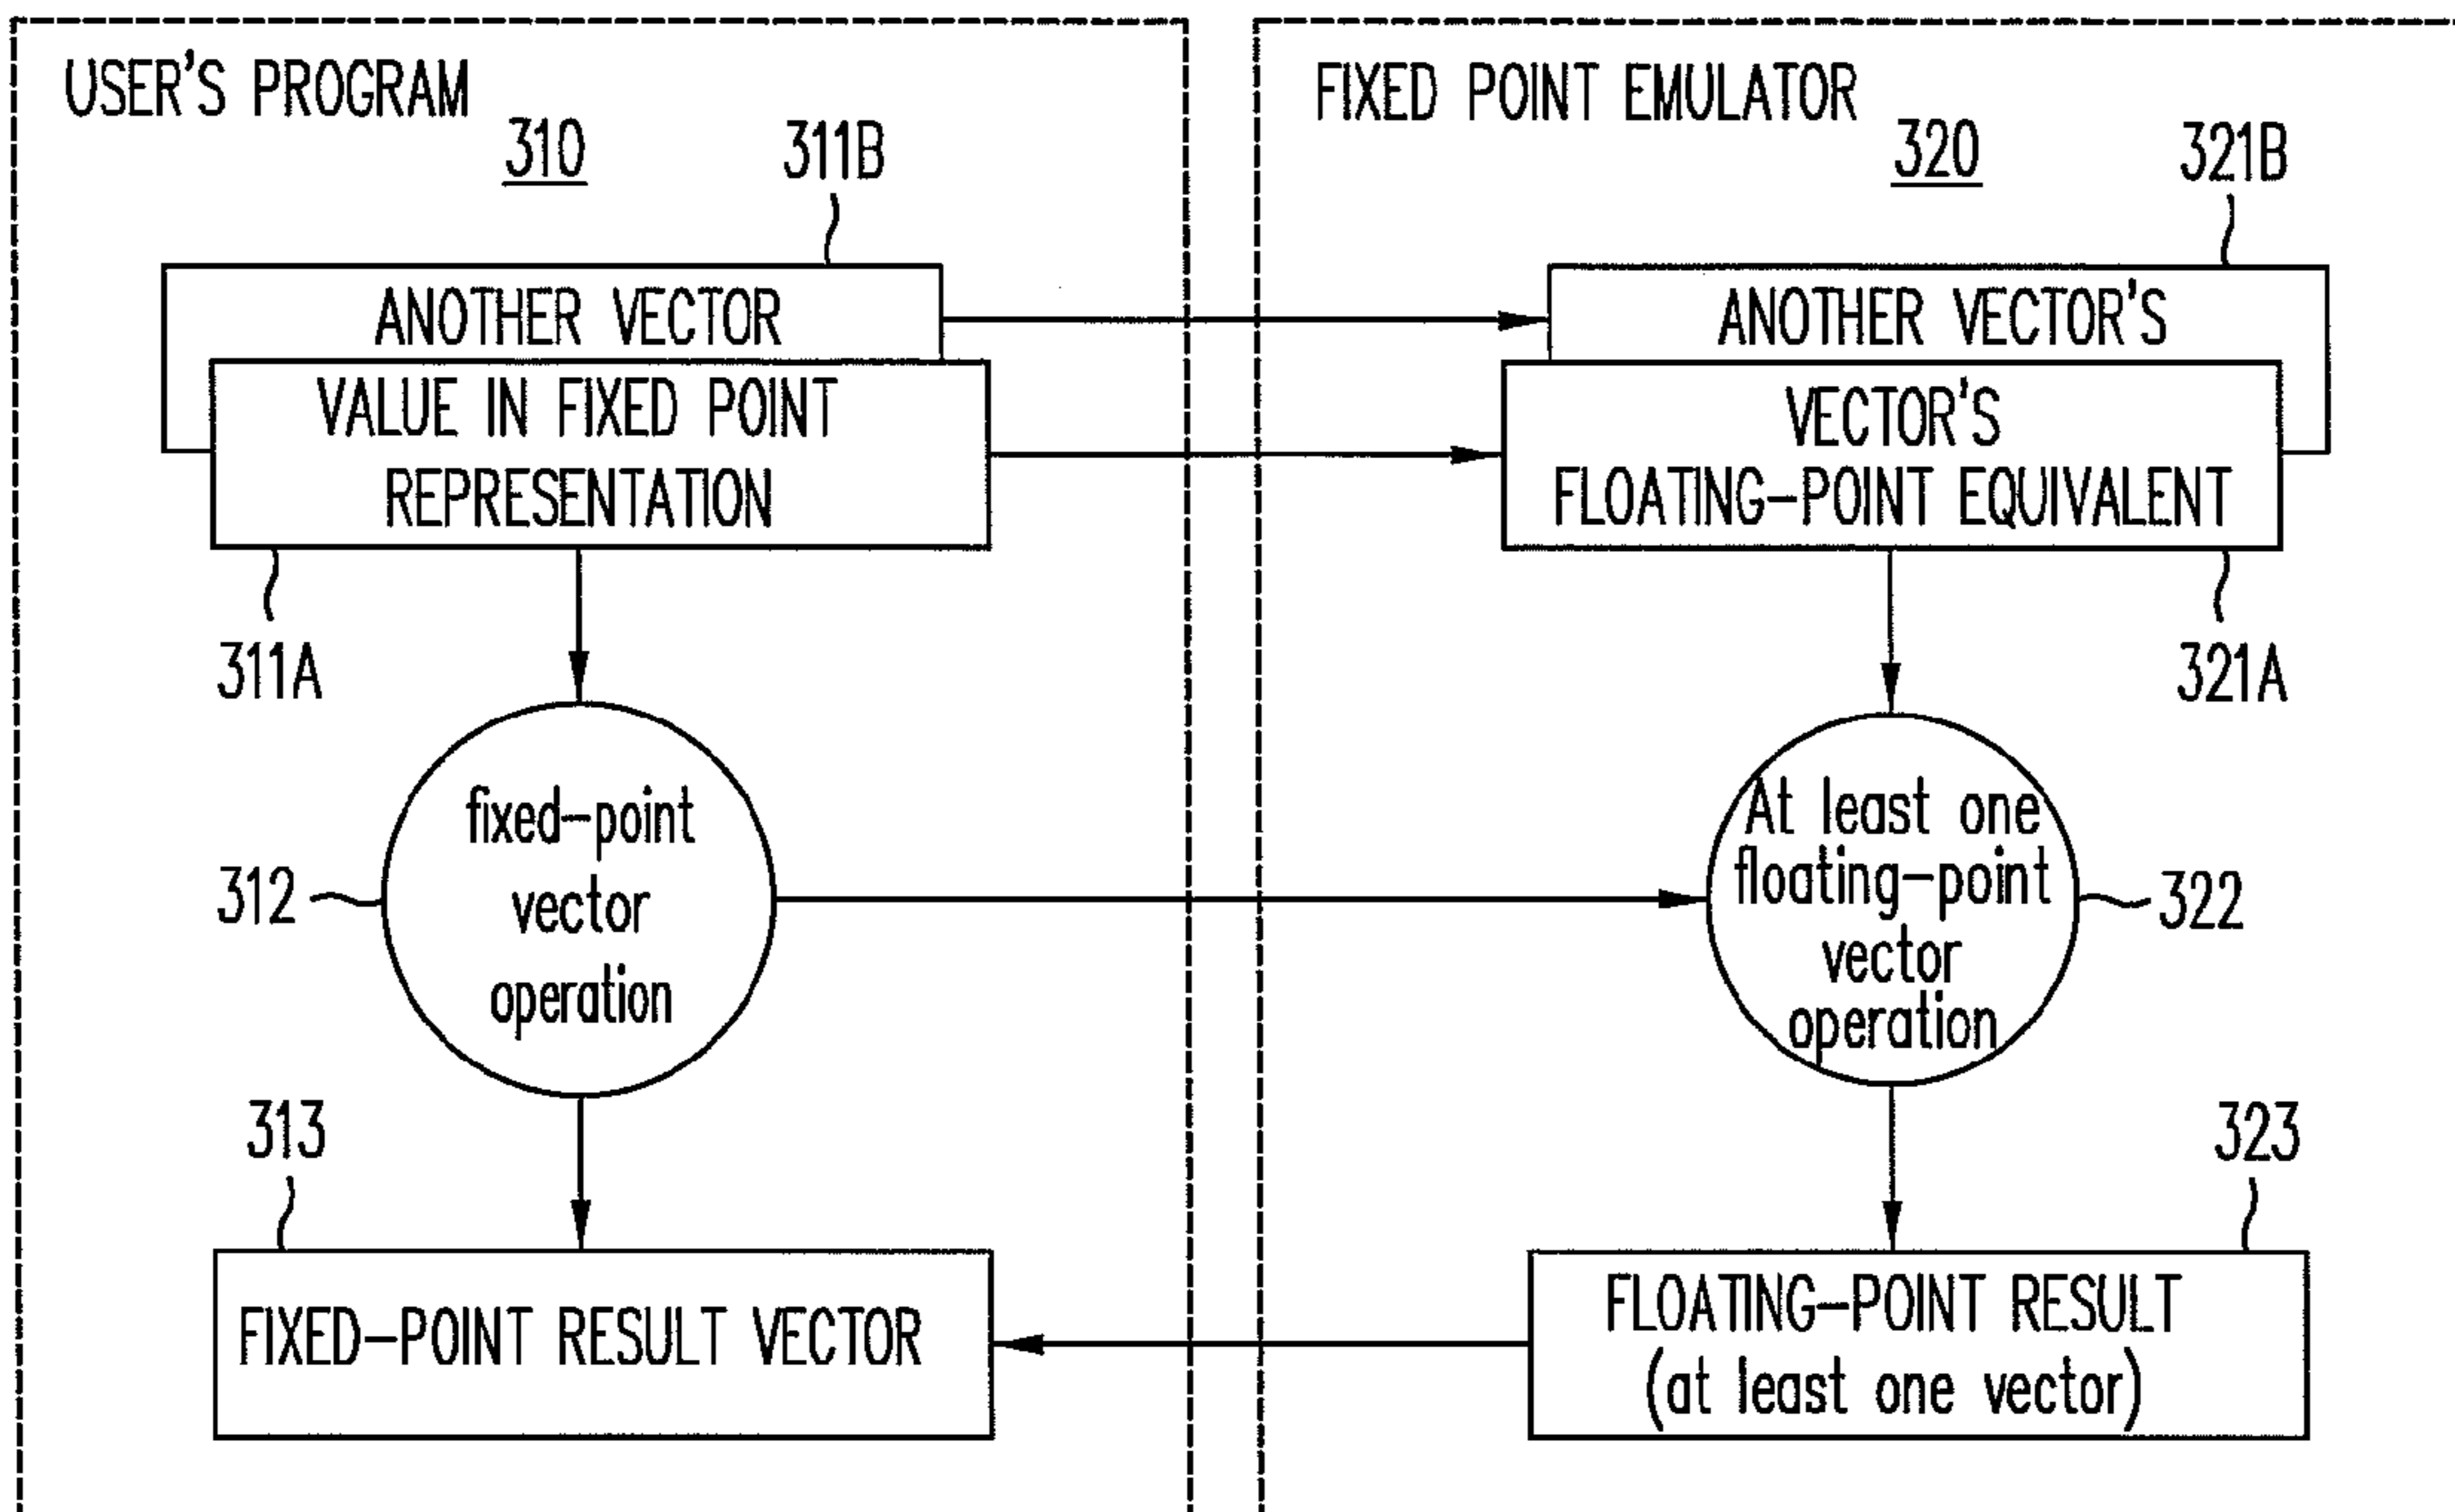 USER'S PROGRAM
310
311B
ANOTHER VECTOR
VALUE IN FIXED POINT
REPRESENTATION
311A
fixed-point
vector
operation
312
313
FIXED-POINT RESULT VECTOR
FIXED POINT EMULATOR
320
321B
ANOTHER VECTOR'S
VECTOR'S
FLOATING-POINT EQUIVALENT
321A
At least one
floating-point
vector
operation
322
323
FLOATING-POINT RESULT
(at least one vector)